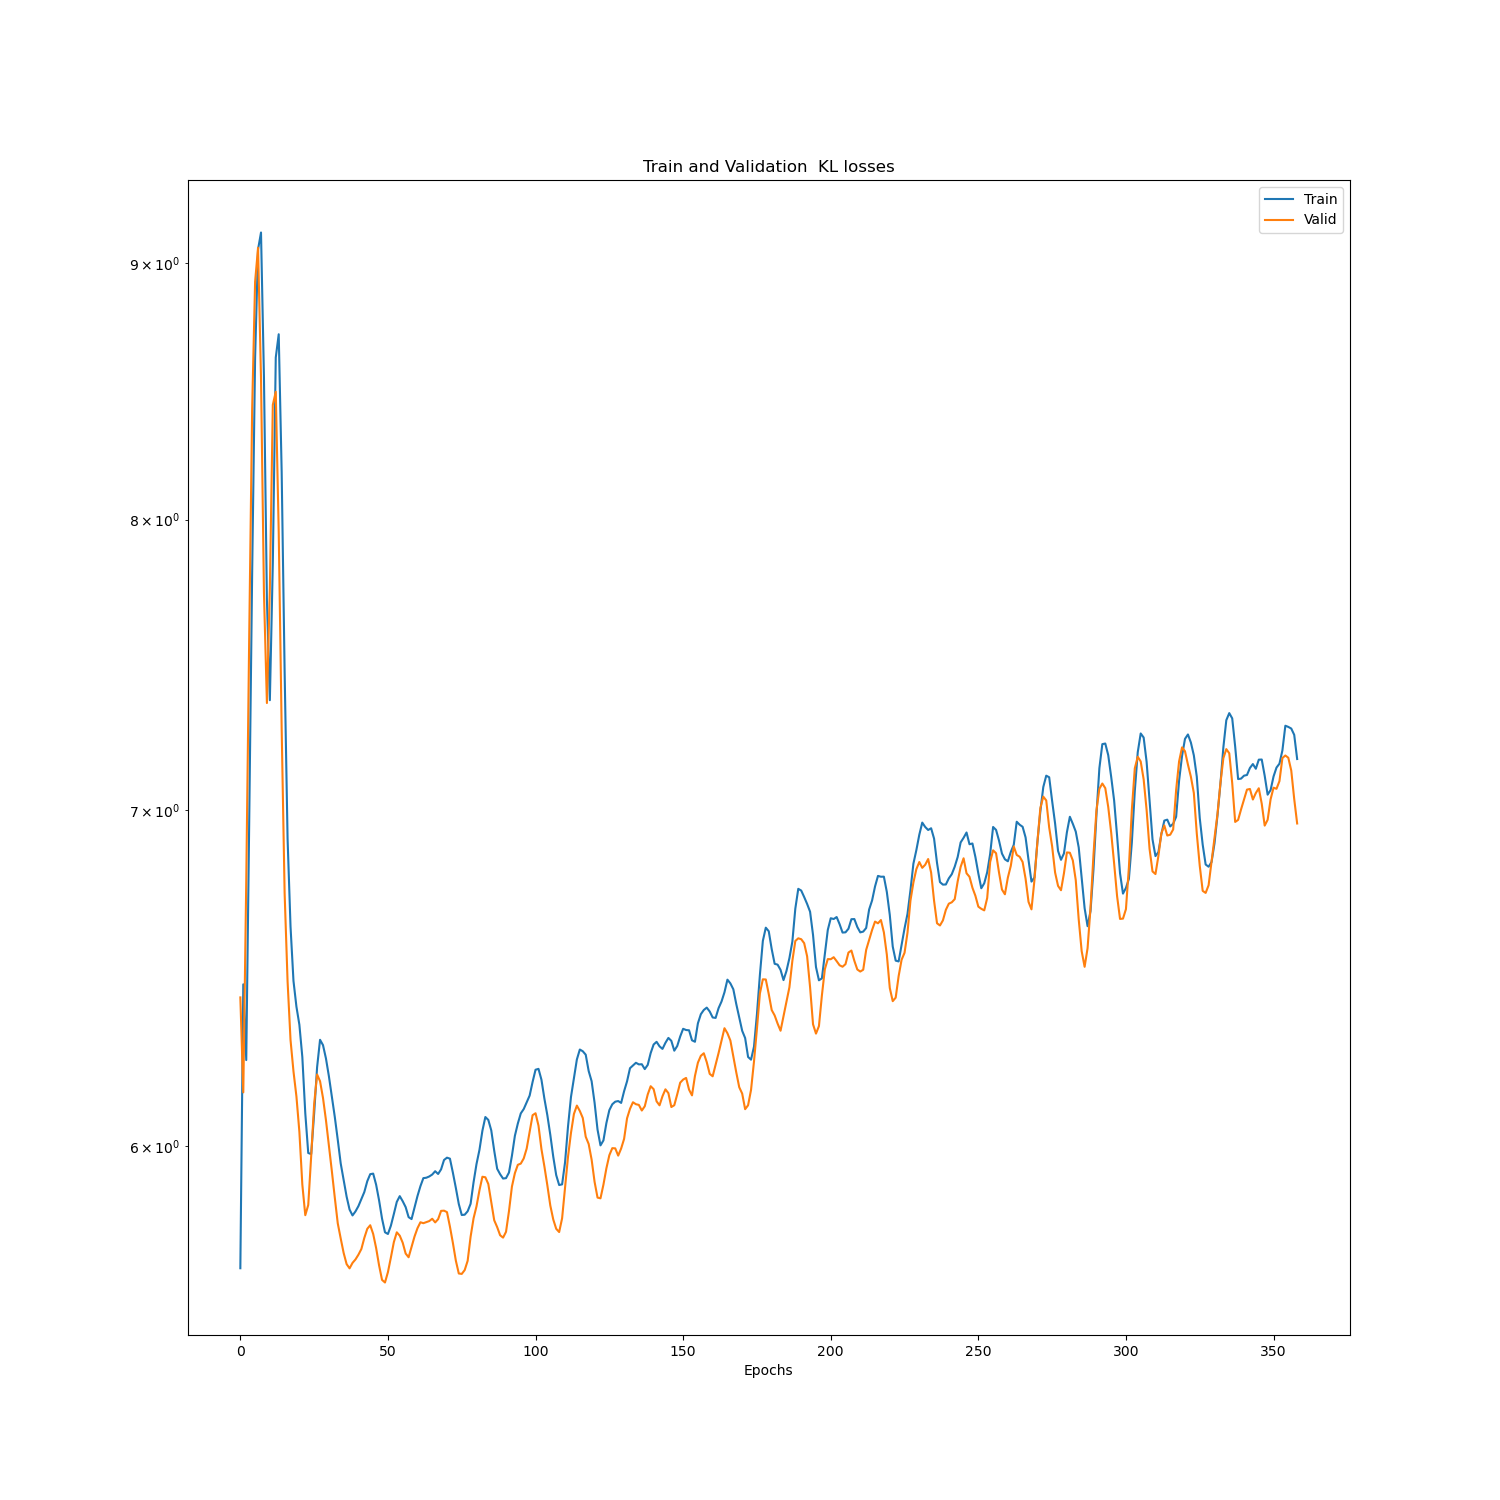 Train and Validation  KL losses
Train
Valid
9 × 10⁰
8 × 10⁰
7 × 10⁰
6 × 10⁰
0 50 100 150 200 250 300 350
Epochs